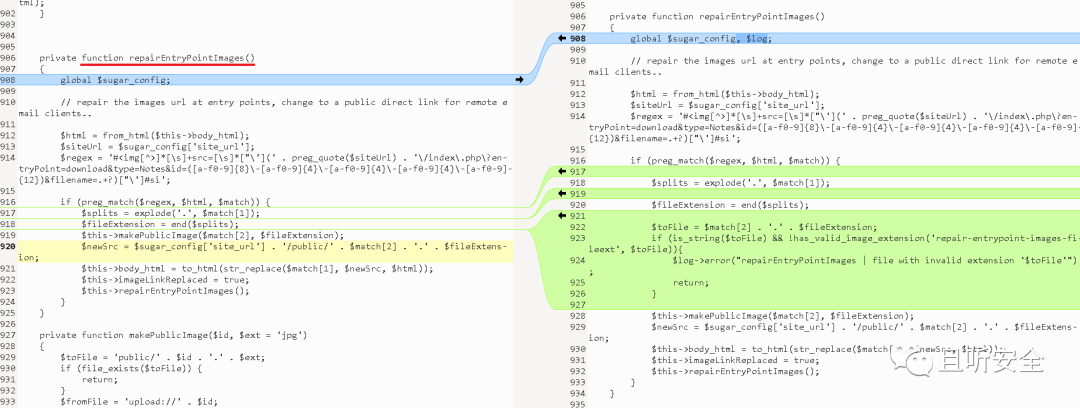 tml);
902 }
903
904
905
906 private function repairEntryPointImages()
907 {
908 global $sugar_config;
909
910 // repair the images url at entry points, change to a public direct link for remote e
mail clients..
911
912 $html = from_html($this->body_html);
913 $siteUrl = $sugar_config['site_url'];
914 $regex = '#<img[^>]*[\s]+src=[\s]*["\'](' . preg_quote($siteUrl) . '\/index\.php\?en-
tryPoint=download&type=Notes&id=([a-f0-9]{8}\-[a-f0-9]{4}\-[a-f0-9]{4}\-[a-f0-9]{4}\-[a-f0-9]-
{12})&filename=.+?)["\']#si';
915
916 if (preg_match($regex, $html, $match)) {
917 $splits = explode('.', $match[1]);
918 $fileExtension = end($splits);
919 $this->makePublicImage($match[2], $fileExtension);
920 $newSrc = $sugar_config['site_url'] . '/public/' . $match[2] . '.' . $fileExtens-
ion;
921 $this->body_html = to_html(str_replace($match[1], $newSrc, $html));
922 $this->imageLinkReplaced = true;
923 $this->repairEntryPointImages();
924 }
925 }
926
927 private function makePublicImage($id, $ext = 'jpg')
928 {
929 $toFile = 'public/' . $id . '.' . $ext;
930 if (file_exists($toFile)) {
931 return;
932 }
933 $fromFile = 'upload://' . $id;
905
906 private function repairEntryPointImages()
907 {
908 global $sugar_config, $log;
909
910 // repair the images url at entry points, change to a public direct link for remote e
mail clients..
911
912 $html = from_html($this->body_html);
913 $siteUrl = $sugar_config['site_url'];
914 $regex = '#<img[^>]*[\s]+src=[\s]*["\'](' . preg_quote($siteUrl) . '\/index\.php\?en-
tryPoint=download&type=Notes&id=([a-f0-9]{8}\-[a-f0-9]{4}\-[a-f0-9]{4}\-[a-f0-9]{4}\-[a-f0-9]-
{12})&filename=.+?)["\']#si';
915
916 if (preg_match($regex, $html, $match)) {
917
918 $splits = explode('.', $match[1]);
919
920 $fileExtension = end($splits);
921
922 $toFile = $match[2] . '.' . $fileExtension;
923 if (is_string($toFile) && !has_valid_image_extension('repair-entrypoint-images-fi-
leext', $toFile)){
924 $log->error("repairEntryPointImages | file with invalid extension '$toFile'")
;
925 return;
926 }
927
928 $this->makePublicImage($match[2], $fileExtension);
929 $newSrc = $sugar_config['site_url'] . '/public/' . $match[2] . '.' . $fileExtens-
ion;
930 $this->body_html = to_html(str_replace($match[1], $newSrc, $html));
931 $this->imageLinkReplaced = true;
932 $this->repairEntryPointImages();
933 }
934 }
935
且听安全